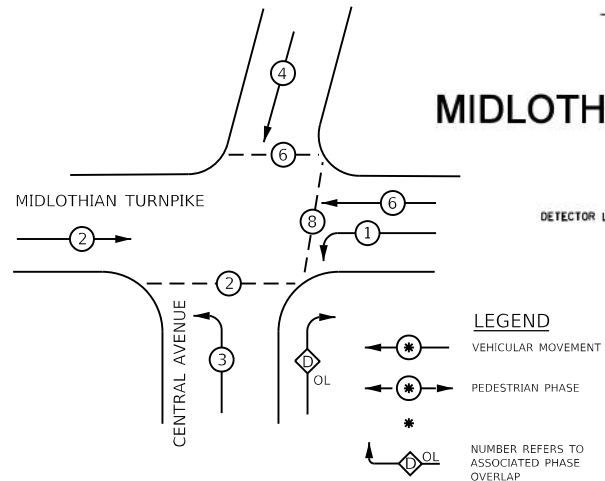 4
MIDLOTH
6
MIDLOTHIAN TURNPIKE
6
8
DETECTOR L
2
1
2
CENTRAL AVENUE
3
D
OL
LEGEND
* VEHICULAR MOVEMENT
* PEDESTRIAN PHASE
*
D OL NUMBER REFERS TO
ASSOCIATED PHASE
OVERLAP